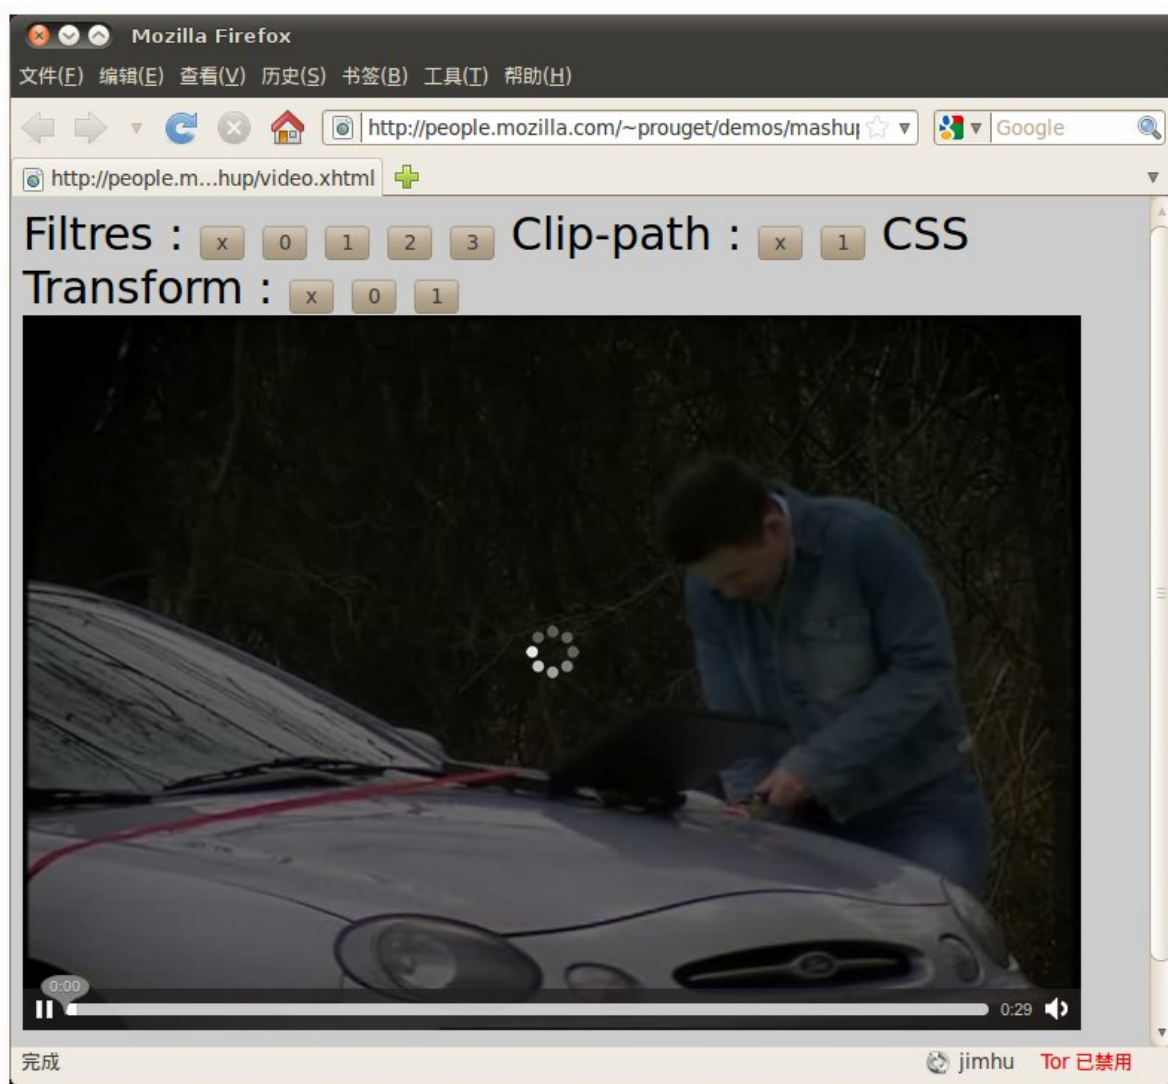 Mozilla Firefox
文件(F) 编辑(E) 查看(V) 历史(S) 书签(B) 工具(T) 帮助(H)
http://people.mozilla.com/~prouget/demos/mashup Google
http://people.m...hup/video.xhtml
Filtres : x 0 1 2 3 Clip-path : x 1 CSS
Transform : x 0 1
0:00
0:29
完成 jimhu Tor 已禁用